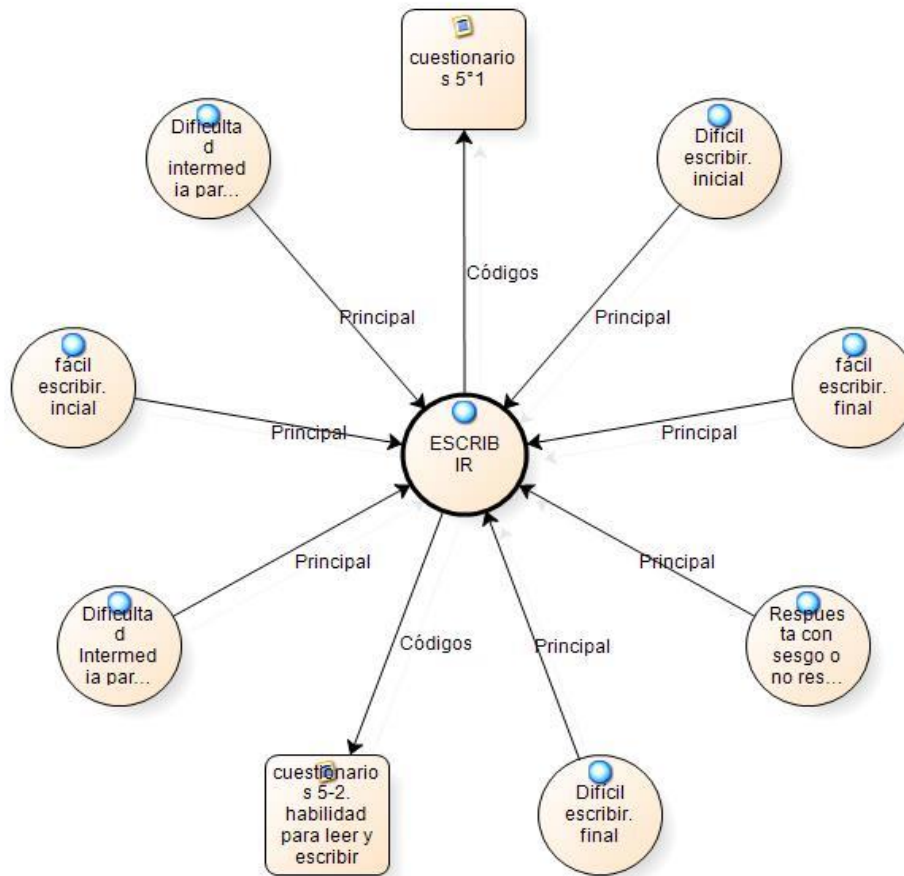 cuestionario
s 5°1
Dificulta
d
intermed
ia par...
Difícil
escribir.
inicial
Códigos
Principal
Principal
fácil
escribir.
incial
fácil
escribir.
final
Principal
Principal
ESCRIB
IR
Principal
Principal
Dificulta
d
Intermed
ia par...
Respues
ta con
sesgo o
no res...
Códigos
Principal
cuestionario
s 5-2.
habilidad
para leer y
escribir
Difícil
escribir.
final